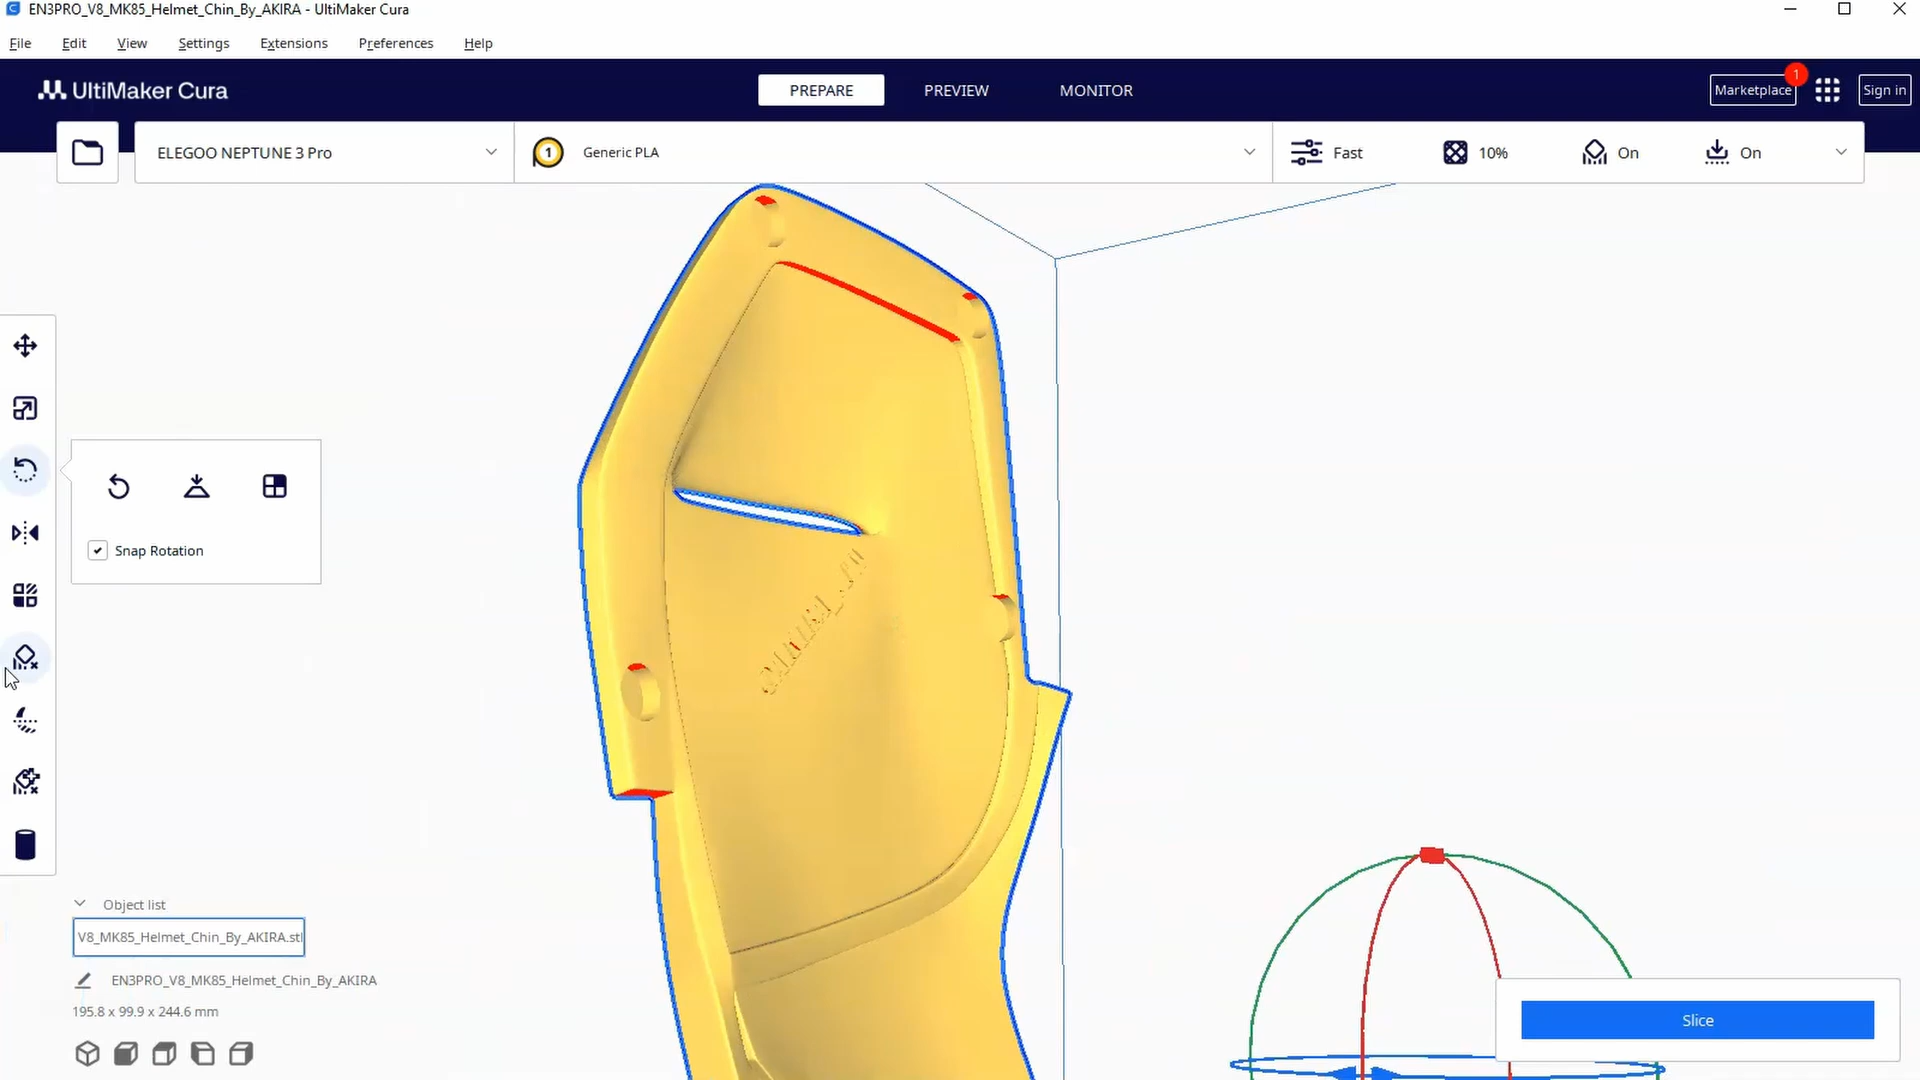 EN3PRO_V8_MK85_Helmet_Chin_By_AKIRA - UltiMaker Cura
File Edit View Settings Extensions Preferences Help
UltiMaker Cura
PREPARE PREVIEW MONITOR
Marketplace 1 Sign in
ELEGOO NEPTUNE 3 Pro 1 Generic PLA Fast 10% On On
Snap Rotation
Object list
V8_MK85_Helmet_Chin_By_AKIRA.stl
EN3PRO_V8_MK85_Helmet_Chin_By_AKIRA
195.8 x 99.9 x 244.6 mm
Slice